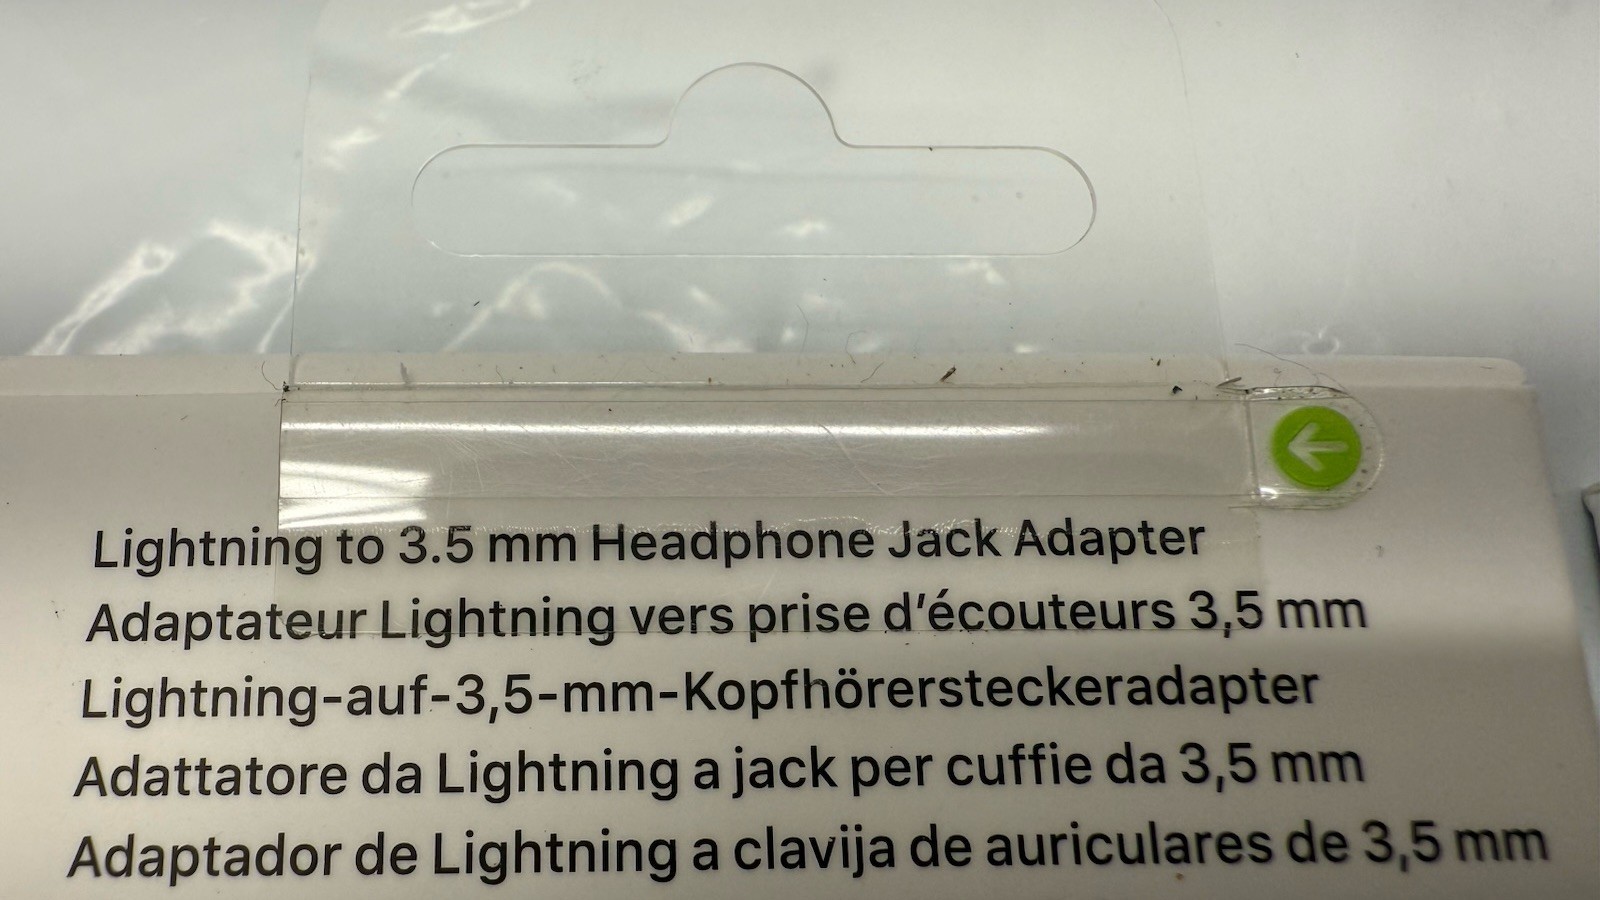 Lightning to 3.5 mm Headphone Jack Adapter
Adaptateur Lightning vers prise d’écouteurs 3,5 mm
Lightning-auf-3,5-mm-Kopfhörersteckeradapter
Adattatore da Lightning a jack per cuffie da 3,5 mm
Adaptador de Lightning a clavija de auriculares de 3,5 mm